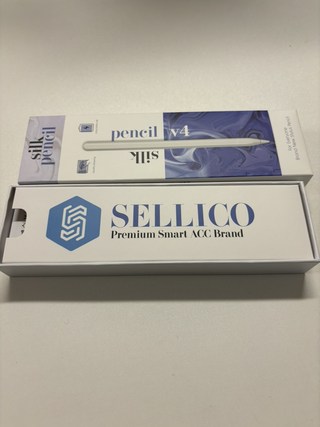 silk
pencil
pencil v4
silk
SELLICO
Premium Smart ACC Brand